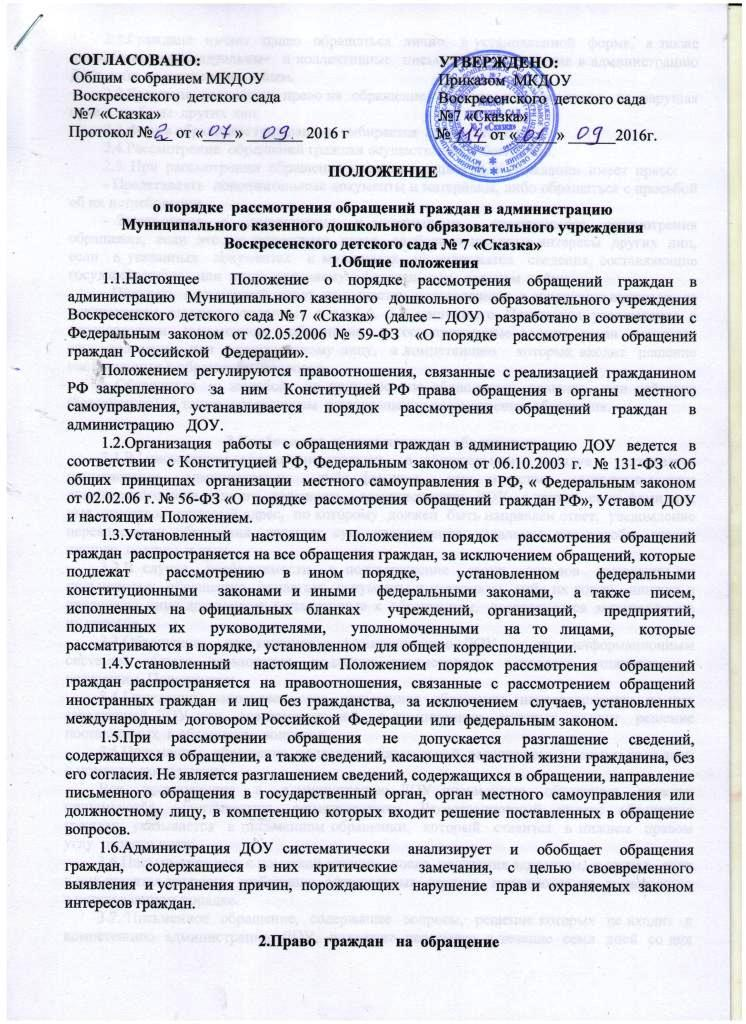 СОГЛАСОВАНО:
Общим собранием МКДОУ
Воскресенского детского сада
№7 «Сказка»
Протокол № 2 от « 07 » 09. 2016 г
УТВЕРЖДЕНО:
Приказом МКДОУ
Воскресенского детского сада
№7 «Сказка»
№ 114 от « 07 » 09 2016г.
ПОЛОЖЕНИЕ
о порядке рассмотрения обращений граждан в администрацию
Муниципального казенного дошкольного образовательного учреждения
Воскресенского детского сада № 7 «Сказка»
1.Общие положения
1.1.Настоящее Положение о порядке рассмотрения обращений граждан в
администрацию Муниципального казенного дошкольного образовательного учреждения
Воскресенского детского сада № 7 «Сказка» (далее – ДОУ) разработано в соответствии с
Федеральным законом от 02.05.2006 № 59-ФЗ «О порядке рассмотрения обращений
граждан Российской Федерации».
Положением регулируются правоотношения, связанные с реализацией гражданином
РФ закрепленного за ним Конституцией РФ права обращения в органы местного
самоуправления, устанавливается порядок рассмотрения обращений граждан в
администрацию ДОУ.
1.2.Организация работы с обращениями граждан в администрацию ДОУ ведется в
соответствии с Конституцией РФ, Федеральным законом от 06.10.2003 г. № 131-ФЗ «Об
общих принципах организации местного самоуправления в РФ, « Федеральным законом
от 02.02.06 г. № 56-ФЗ «О порядке рассмотрения обращений граждан РФ», Уставом ДОУ
и настоящим Положением.
1.3.Установленный настоящим Положением порядок рассмотрения обращений
граждан распространяется на все обращения граждан, за исключением обращений, которые
подлежат рассмотрению в ином порядке, установленном федеральными
конституционными законами и иными федеральными законами, а также писем,
исполненных на официальных бланках учреждений, организаций, предприятий,
подписанных их руководителями, уполномоченными на то лицами, которые
рассматриваются в порядке, установленном для общей корреспонденции.
1.4.Установленный настоящим Положением порядок рассмотрения обращений
граждан распространяется на правоотношения, связанные с рассмотрением обращений
иностранных граждан и лиц без гражданства, за исключением случаев, установленных
международным договором Российской Федерации или федеральным законом.
1.5.При рассмотрении обращения не допускается разглашение сведений,
содержащихся в обращении, а также сведений, касающихся частной жизни гражданина, без
его согласия. Не является разглашением сведений, содержащихся в обращении, направление
письменного обращения в государственный орган, орган местного самоуправления или
должностному лицу, в компетенцию которых входит решение поставленных в обращение
вопросов.
1.6.Администрация ДОУ систематически анализирует и обобщает обращения
граждан, содержащиеся в них критические замечания, с целью своевременного
выявления и устранения причин, порождающих нарушение прав и охраняемых законом
интересов граждан.
2.Право граждан на обращение